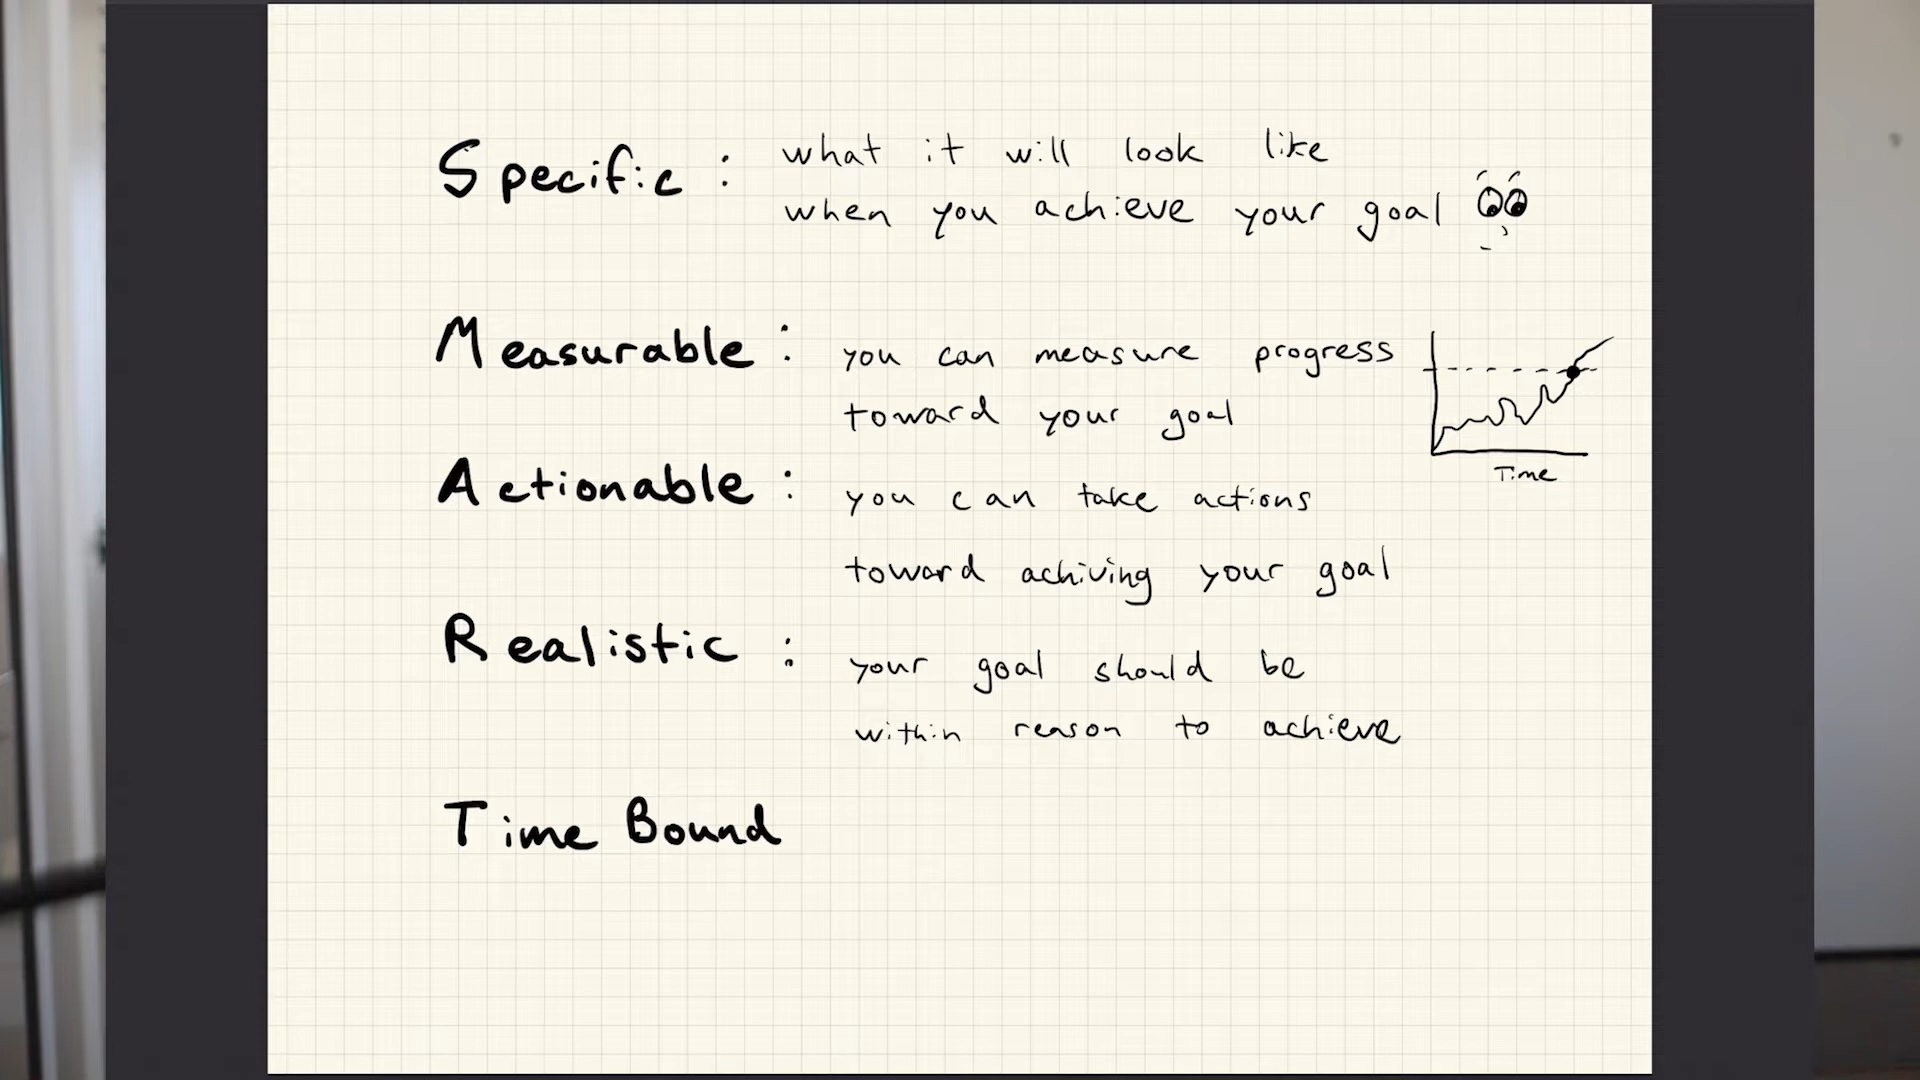 Specific : what it will look like
when you achieve your goal
Measurable : you can measure progress
toward your goal
Time
Actionable : you can take actions
toward achiving your goal
Realistic : your goal should be
within reason to achieve
Time Bound